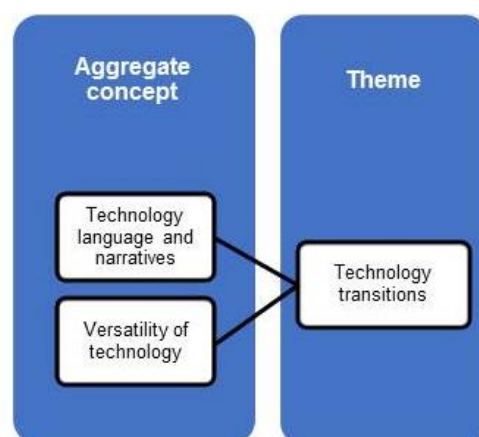 Aggregate
concept
Theme
Technology
language and
narratives
Versatility of
technology
Technology
transitions